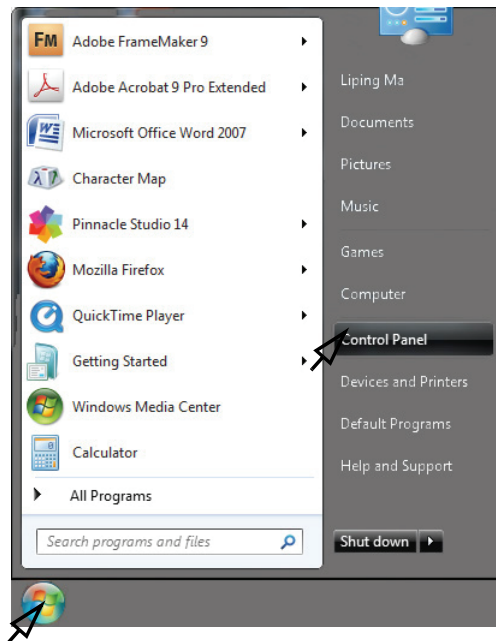 FM Adobe FrameMaker 9
Adobe Acrobat 9 Pro Extended
Microsoft Office Word 2007
Character Map
Pinnacle Studio 14
Mozilla Firefox
QuickTime Player
Getting Started
Windows Media Center
Calculator
All Programs
Search programs and files
Liping Ma
Documents
Pictures
Music
Games
Computer
Control Panel
Devices and Printers
Default Programs
Help and Support
Shut down